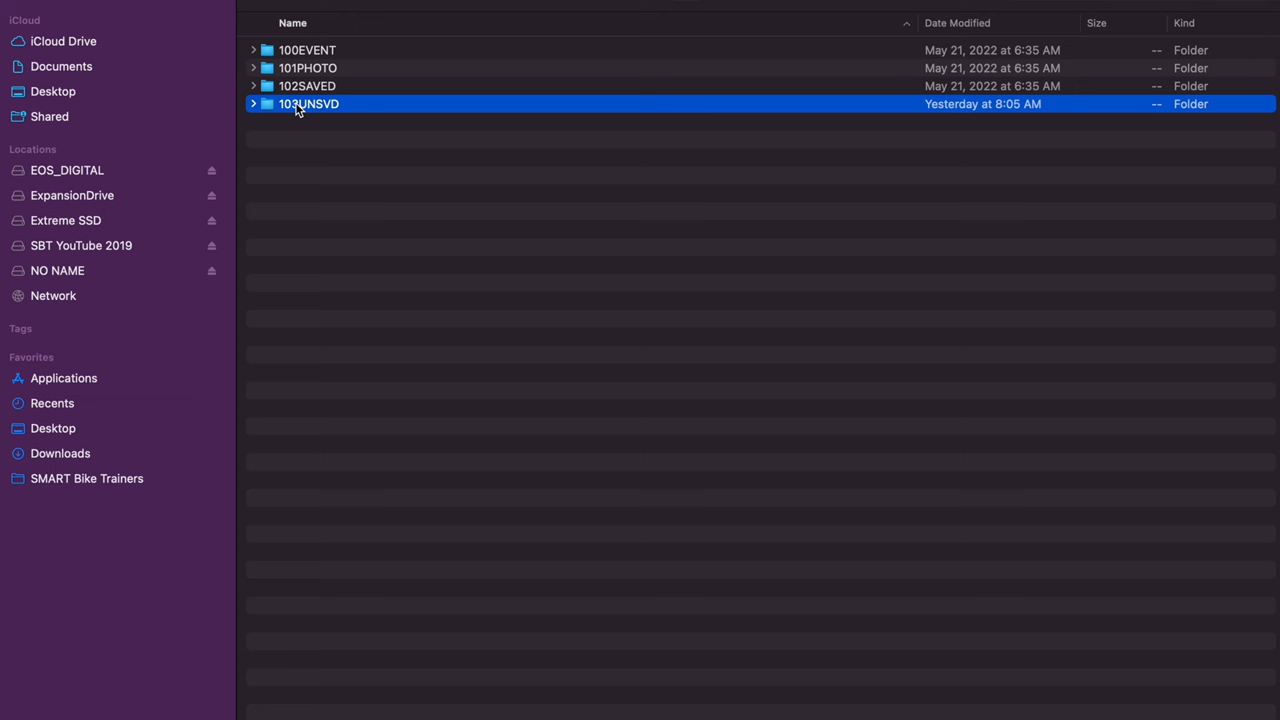 iCloud
iCloud Drive
Documents
Desktop
Shared
Locations
EOS_DIGITAL
ExpansionDrive
Extreme SSD
SBT YouTube 2019
NO NAME
Network
Tags
Favorites
Applications
Recents
Desktop
Downloads
SMART Bike Trainers
Name Date Modified Size Kind
100EVENT May 21, 2022 at 6:35 AM -- Folder
101PHOTO May 21, 2022 at 6:35 AM -- Folder
102SAVED May 21, 2022 at 6:35 AM -- Folder
103UNSVD Yesterday at 8:05 AM -- Folder